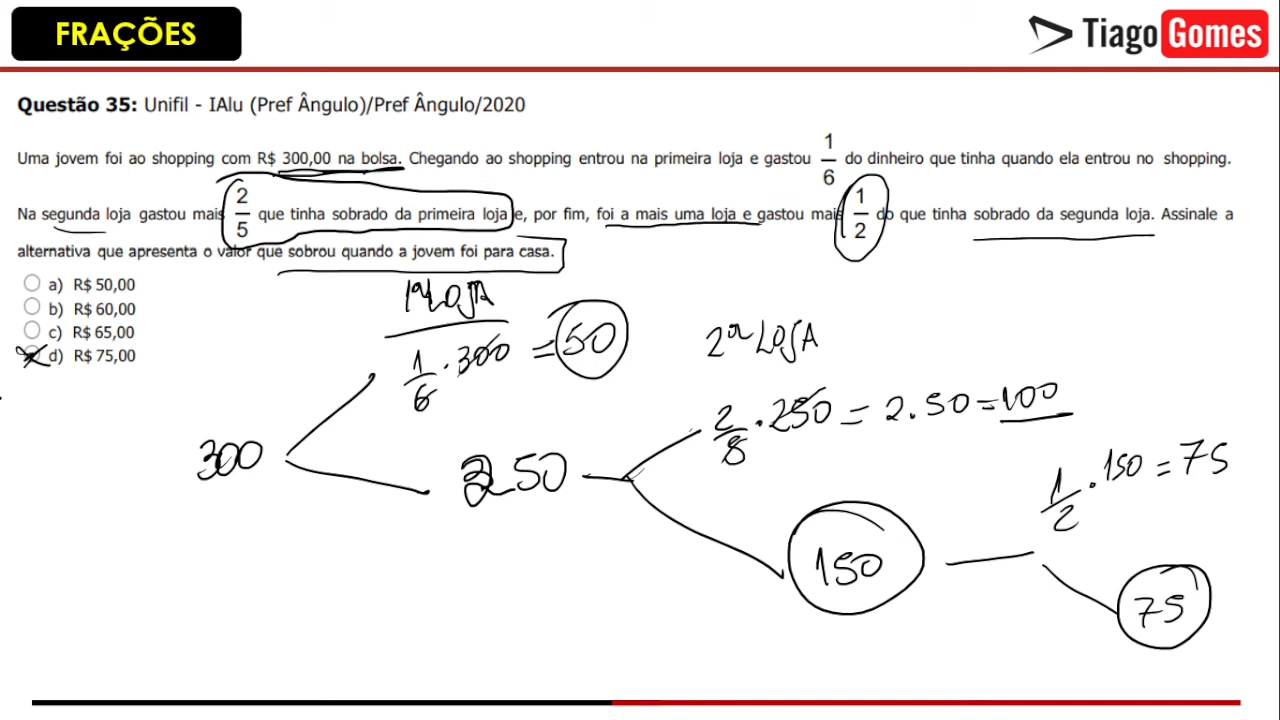 FRAÇÕES
Tiago Gomes
Questão 35: Unifil - IAlu (Pref Ângulo)/Pref Ângulo/2020
Uma jovem foi ao shopping com R$ 300,00 na bolsa. Chegando ao shopping entrou na primeira loja e gastou 1/6 do dinheiro que tinha quando ela entrou no shopping.
Na segunda loja gastou mais 2/5 que tinha sobrado da primeira loja e, por fim, foi a mais uma loja e gastou mais 1/2 do que tinha sobrado da segunda loja. Assinale a
alternativa que apresenta o valor que sobrou quando a jovem foi para casa.
a) R$ 50,00
b) R$ 60,00
c) R$ 65,00
d) R$ 75,00
1ª LOJA
1/6 · 300 = 50
2ª LOJA
2/5 · 250 = 2.50 = 100
300
250
1/2 · 150 = 75
150
75